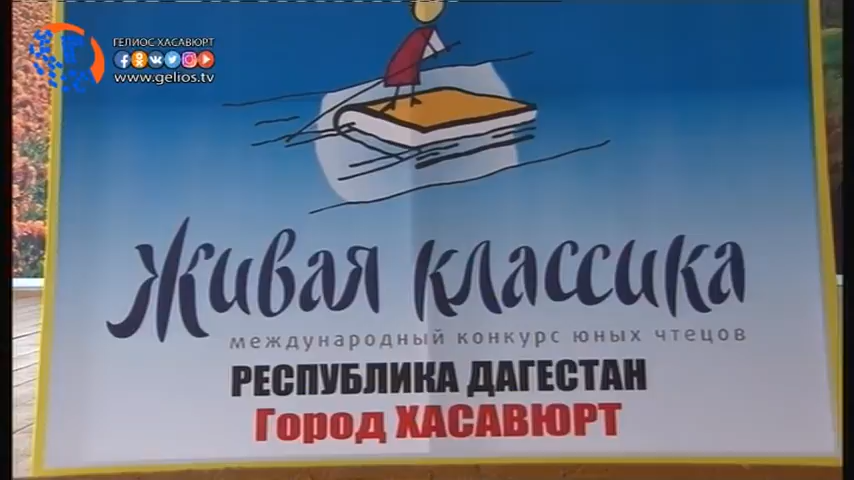 ГЕЛИОС ХАСАВЮРТ
www.gelios.tv
Живая классика
международный конкурс юных чтецов
РЕСПУБЛИКА ДАГЕСТАН
Город ХАСАВЮРТ